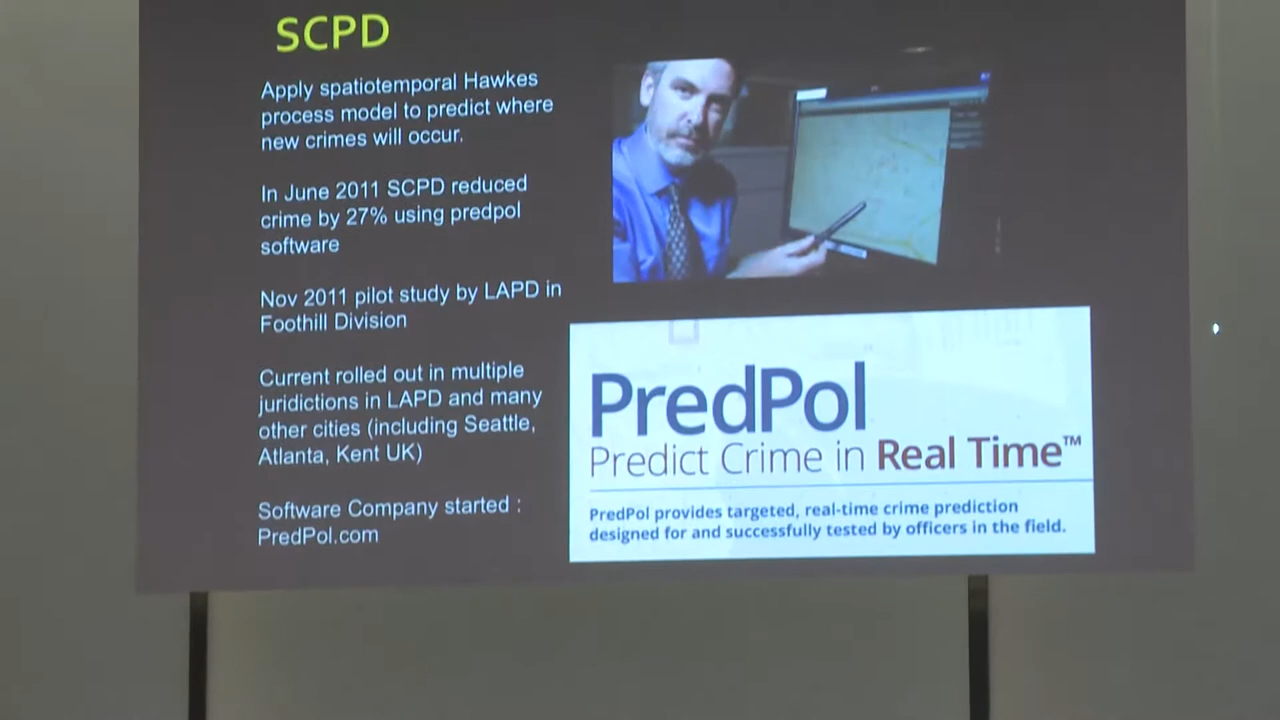 SCPD
Apply spatiotemporal Hawkes
process model to predict where
new crimes will occur.
In June 2011 SCPD reduced
crime by 27% using predpol
software
Nov 2011 pilot study by LAPD in
Foothill Division
Current rolled out in multiple
juridictions in LAPD and many
other cities (including Seattle,
Atlanta, Kent UK)
Software Company started :
PredPol.com
PredPol
Predict Crime in Real Time™
PredPol provides targeted, real-time crime prediction
designed for and successfully tested by officers in the field.